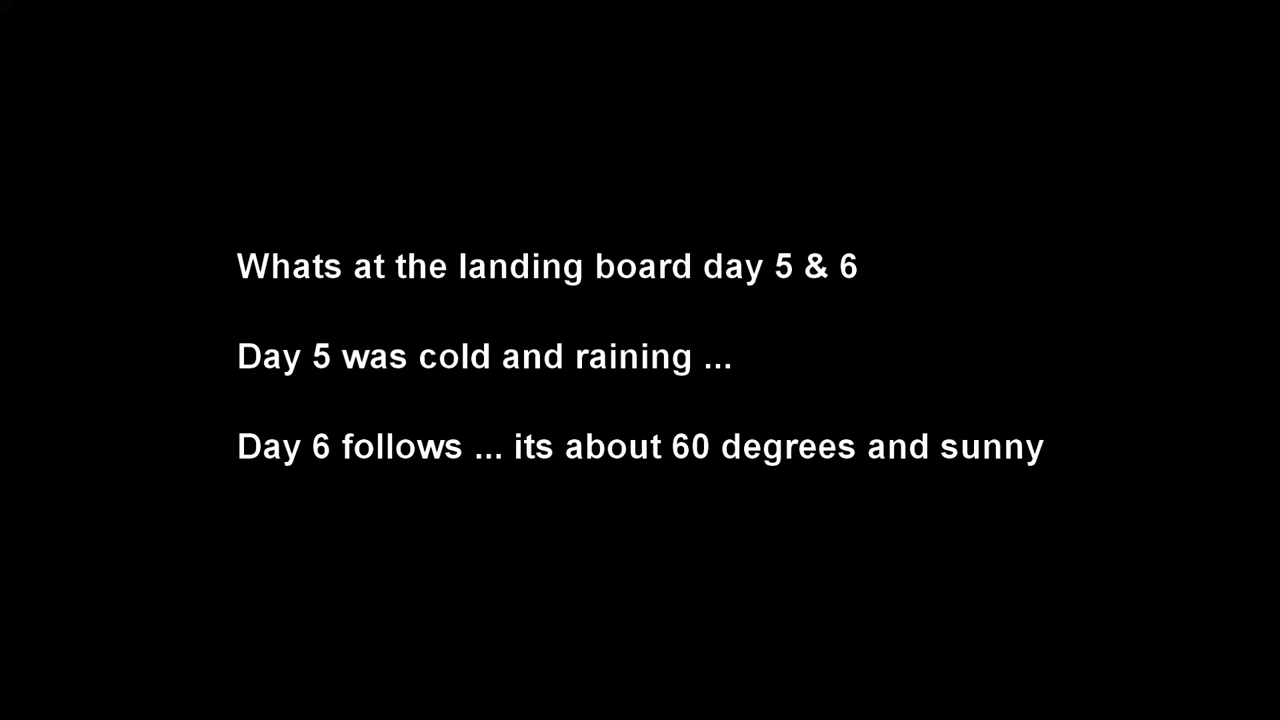 Whats at the landing board day 5 & 6
Day 5 was cold and raining ...
Day 6 follows ... its about 60 degrees and sunny